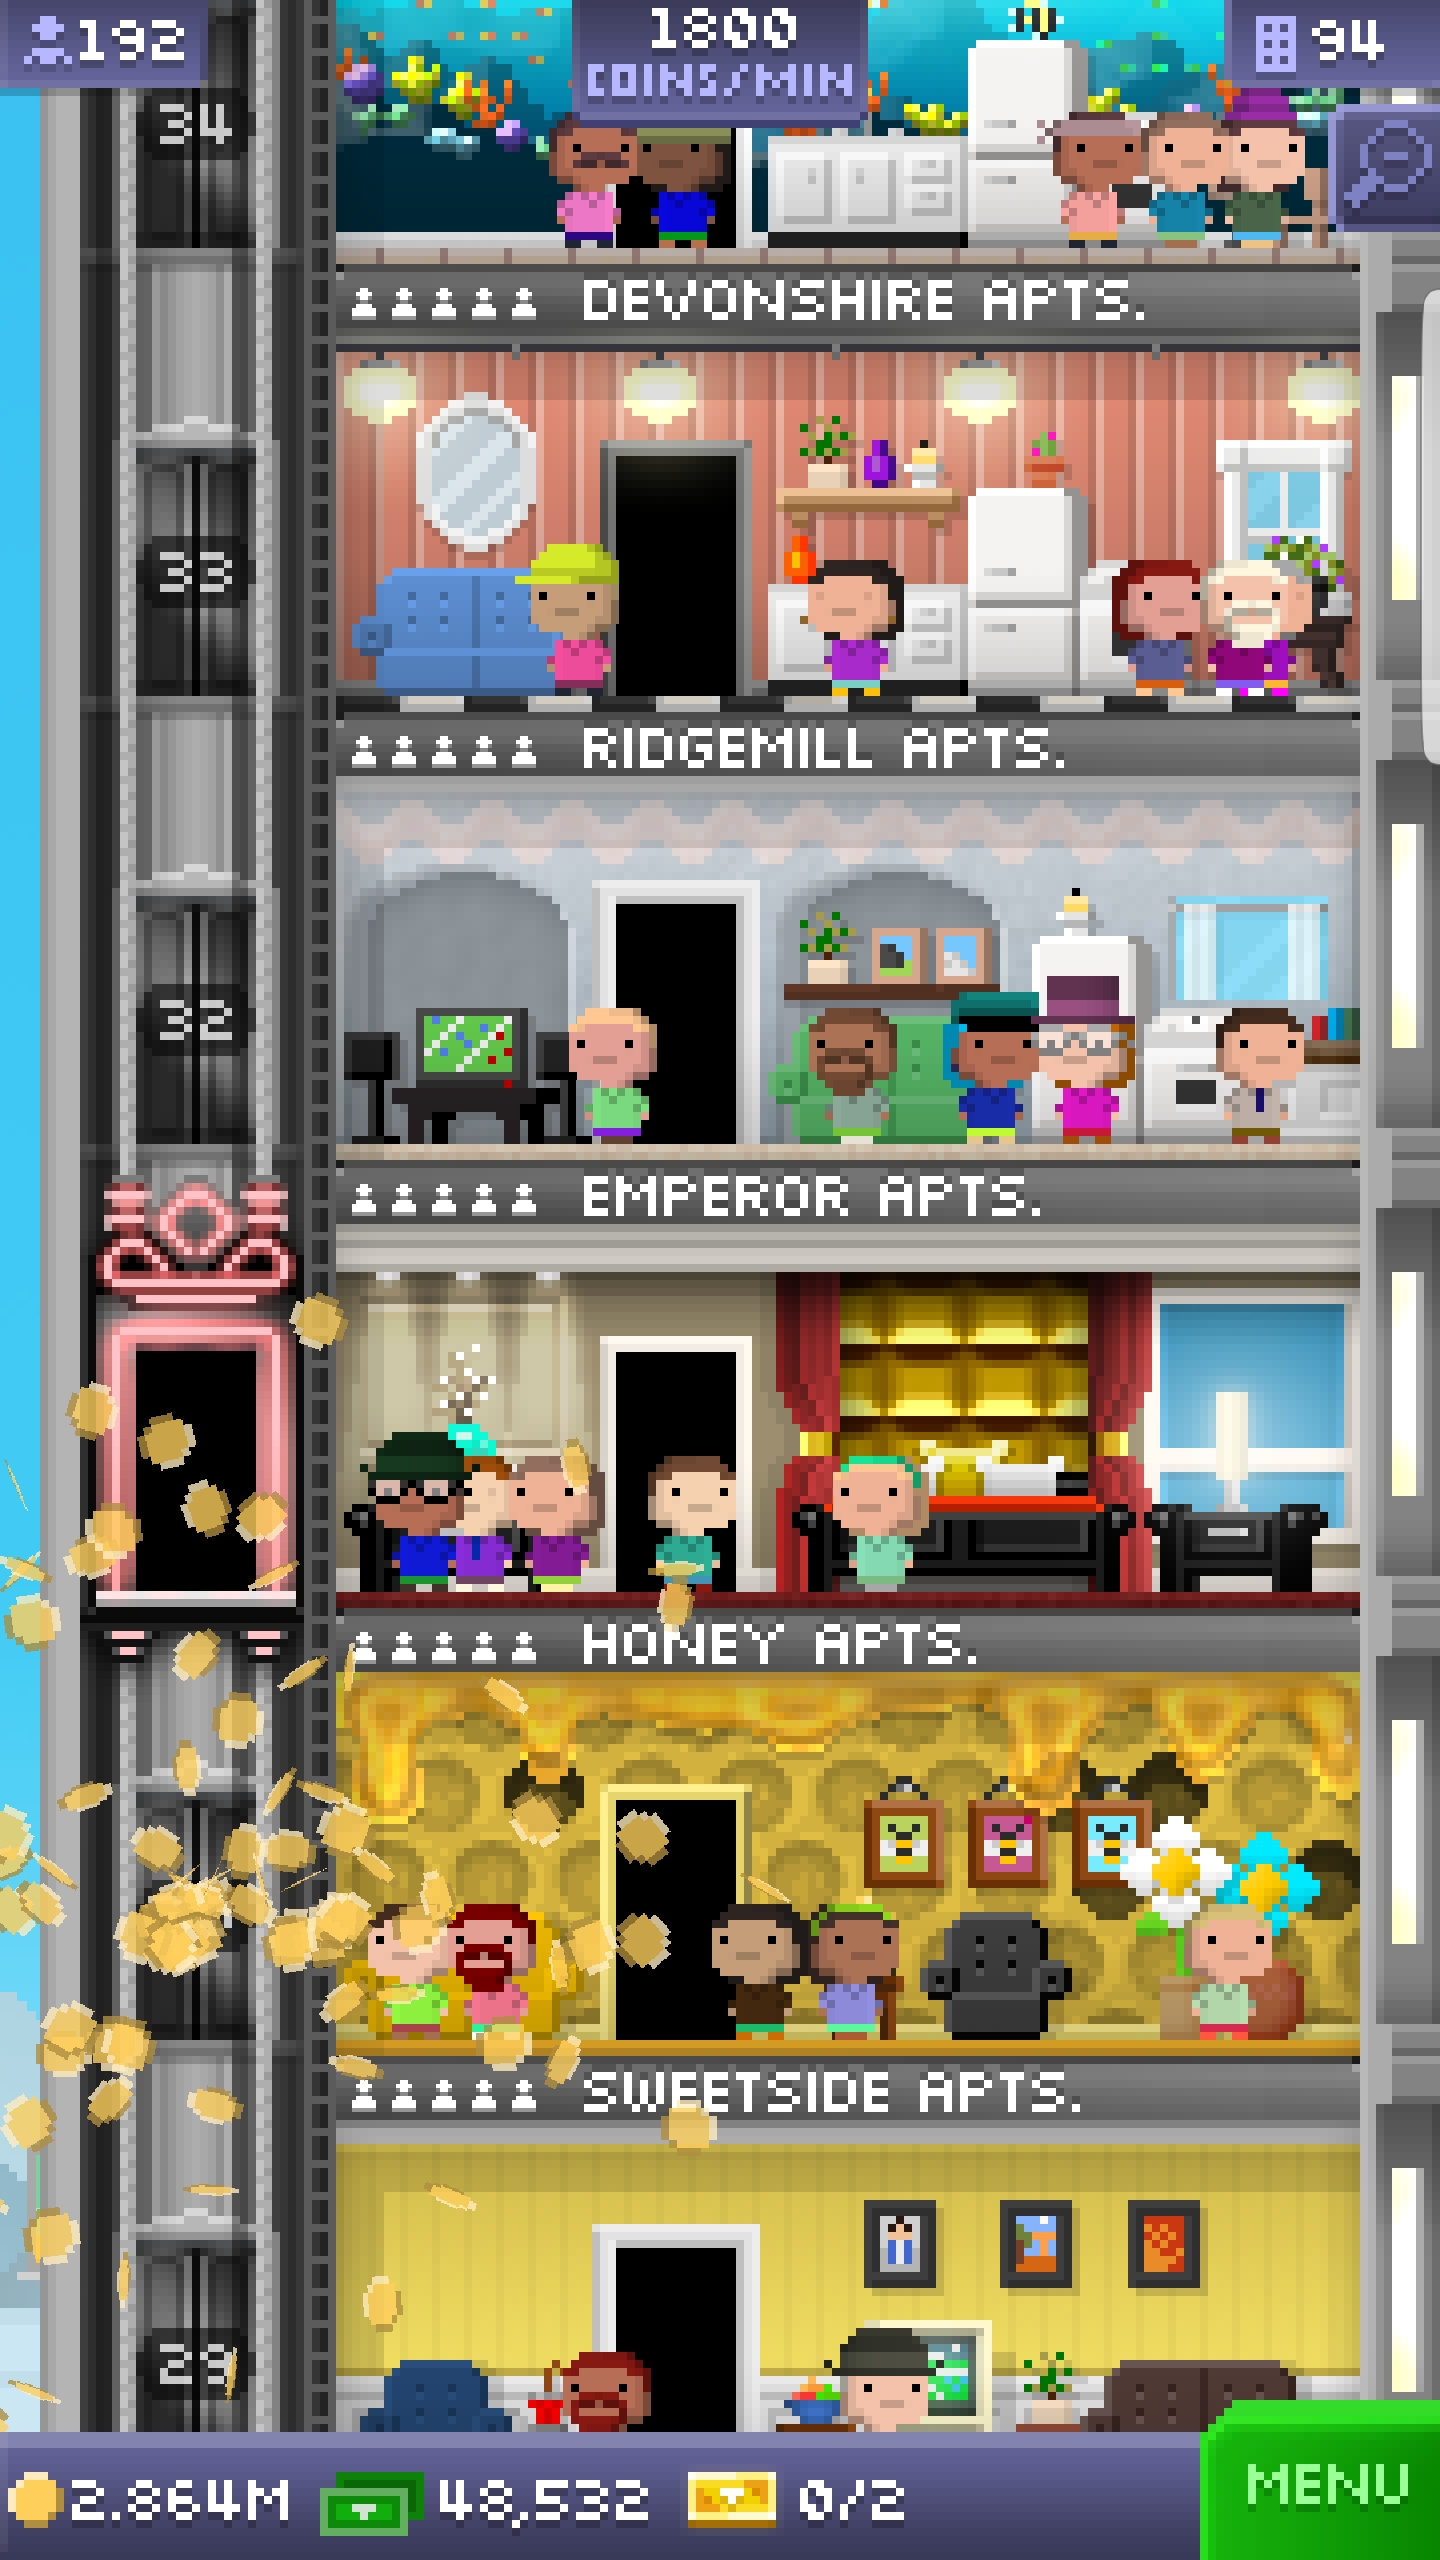 192
1800
COINS/MIN
94
34
DEVONSHIRE APTS.
33
RIDGEMILL APTS.
32
EMPEROR APTS.
HONEY APTS.
SWEETSIDE APTS.
29
2.864M 48,532 0/2
MENU